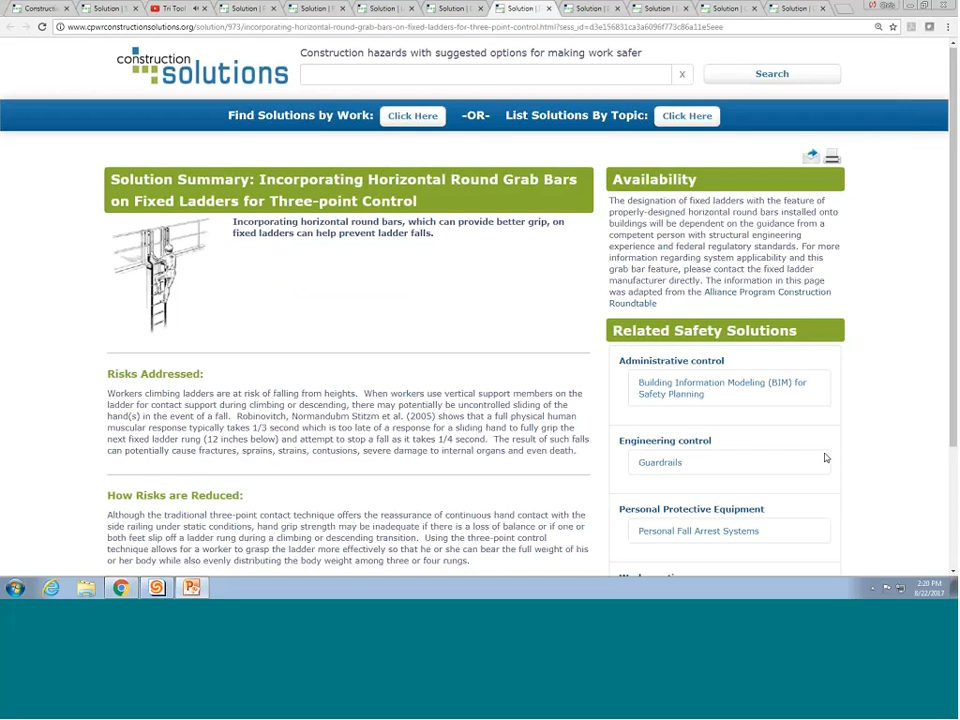 Constructi
Solution | V
Tri Tool
Solution | 
Solution | I
Solution | L
Solution | C
Solution | I
Solution | D
Solution |
Solution |
Solution |
www.cpwrconstructionsolutions.org/solution/973/incorporating-horizontal-round-grab-bars-on-fixed-ladders-for-three-point-control.html?sess_id=d3e156831ca3a6096f773c86a11e5eee
construction
solutions
Construction hazards with suggested options for making work safer
X
Search
Find Solutions by Work: Click Here -OR- List Solutions By Topic: Click Here
Solution Summary: Incorporating Horizontal Round Grab Bars
on Fixed Ladders for Three-point Control
Incorporating horizontal round bars, which can provide better grip, on
fixed ladders can help prevent ladder falls.
Risks Addressed:
Workers climbing ladders are at risk of falling from heights. When workers use vertical support members on the
ladder for contact support during climbing or descending, there may potentially be uncontrolled sliding of the
hand(s) in the event of a fall. Robinovitch, Normandubm Stitzm et al. (2005) shows that a full physical human
muscular response typically takes 1/3 second which is too late of a response for a sliding hand to fully grip the
next fixed ladder rung (12 inches below) and attempt to stop a fall as it takes 1/4 second. The result of such falls
can potentially cause fractures, sprains, strains, contusions, severe damage to internal organs and even death.
How Risks are Reduced:
Although the traditional three-point contact technique offers the reassurance of continuous hand contact with the
side railing under static conditions, hand grip strength may be inadequate if there is a loss of balance or if one or
both feet slip off a ladder rung during a climbing or descending transition. Using the three-point control
technique allows for a worker to grasp the ladder more effectively so that he or she can bear the full weight of his
or her body while also evenly distributing the body weight among three or four rungs.
Availability
The designation of fixed ladders with the feature of
properly-designed horizontal round bars installed onto
buildings will be dependent on the guidance from a
competent person with structural engineering
experience and federal regulatory standards. For more
information regarding system applicability and this
grab bar feature, please contact the fixed ladder
manufacturer directly. The information in this page
was adapted from the Alliance Program Construction
Roundtable
Related Safety Solutions
Administrative control
Building Information Modeling (BIM) for
Safety Planning
Engineering control
Guardrails
Personal Protective Equipment
Personal Fall Arrest Systems
2:20 PM
8/22/2017